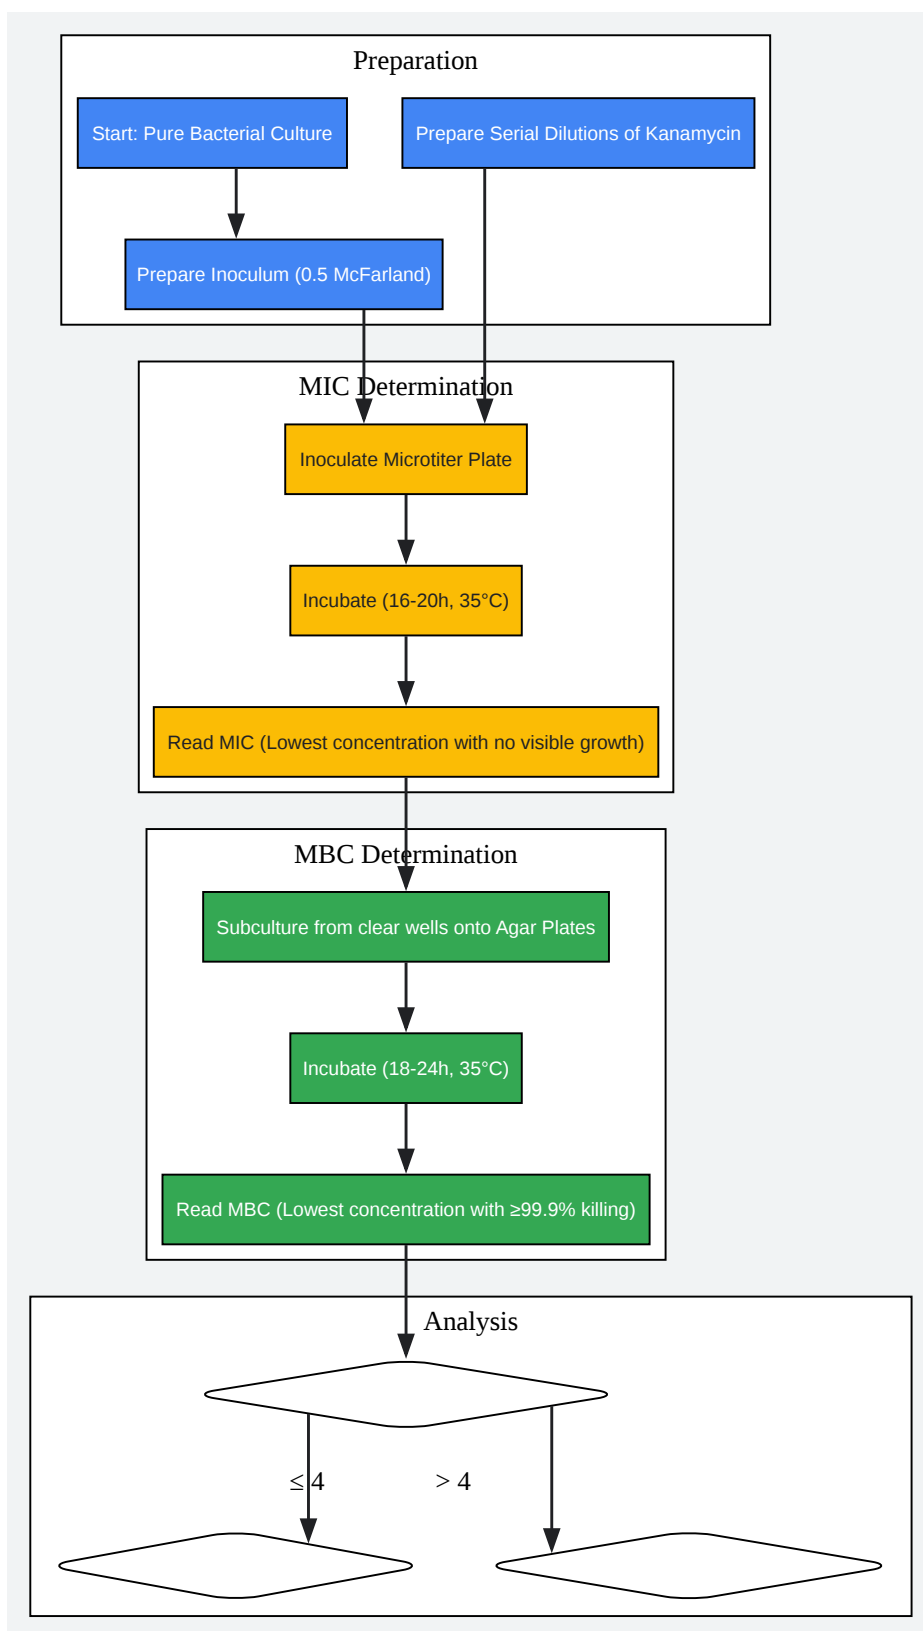 Preparation
Start: Pure Bacterial Culture
Prepare Serial Dilutions of Kanamycin
Prepare Inoculum (0.5 McFarland)
MIC Determination
Inoculate Microtiter Plate
Incubate (16-20h, 35°C)
Read MIC (Lowest concentration with no visible growth)
MBC Determination
Subculture from clear wells onto Agar Plates
Incubate (18-24h, 35°C)
Read MBC (Lowest concentration with ≥99.9% killing)
Analysis
≤ 4
> 4